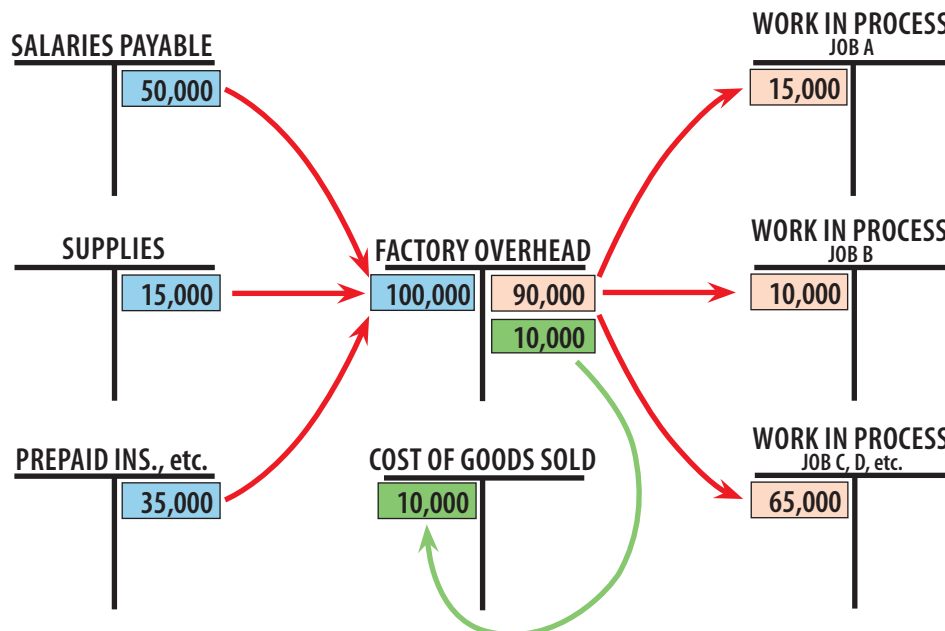 SALARIES PAYABLE
50,000
SUPPLIES
15,000
PREPAID INS., etc.
35,000
FACTORY OVERHEAD
100,000
90,000
10,000
COST OF GOODS SOLD
10,000
WORK IN PROCESS
JOB A
15,000
WORK IN PROCESS
JOB B
10,000
WORK IN PROCESS
JOB C, D, etc.
65,000